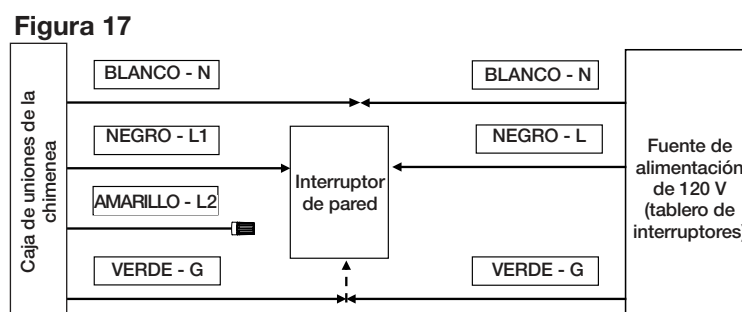 Figura 17
Caja de uniones de la
chimenea
BLANCO - N
BLANCO - N
NEGRO - L1
NEGRO - L
Interruptor
de pared
AMARILLO - L2
VERDE - G
VERDE - G
Fuente de
alimentación
de 120 V
(tablero de
interruptores)